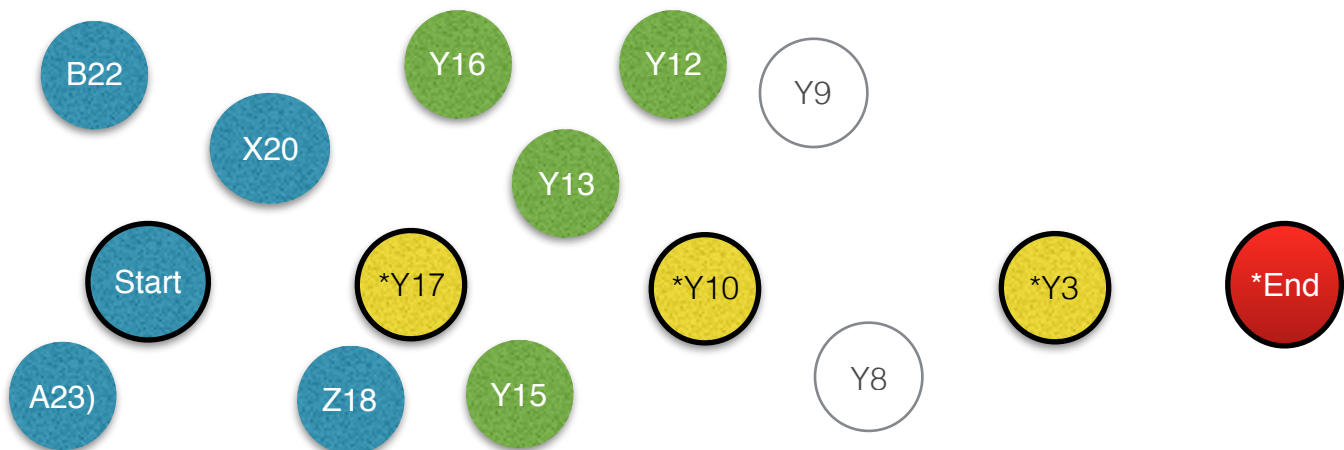 B22
Y16
Y12
Y9
X20
Y13
Start
*Y17
*Y10
*Y3
*End
A23)
Z18
Y15
Y8